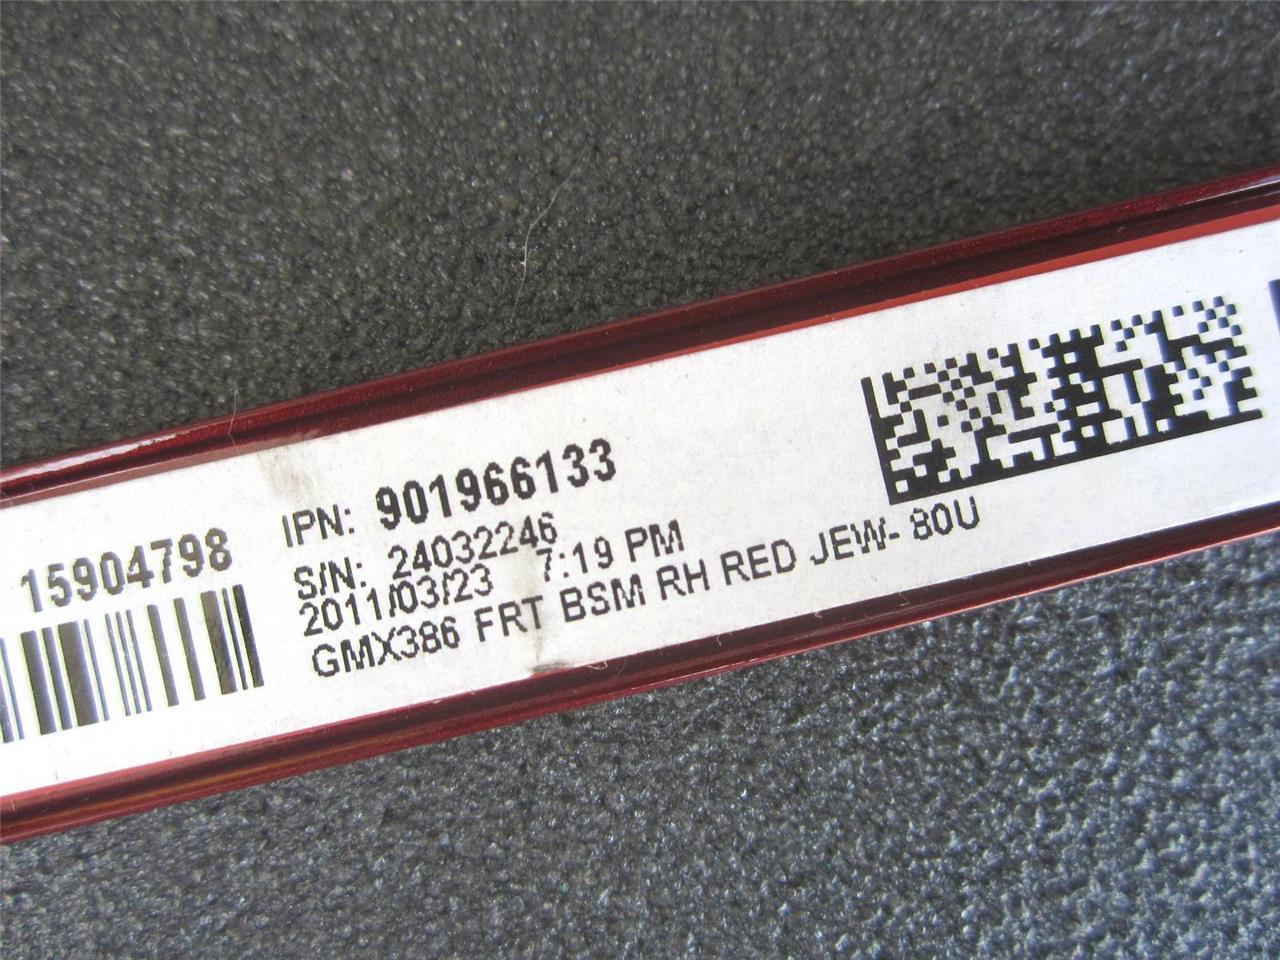 15904798
IPN: 901966133
S/N: 24032246
2011/03/23 7:19 PM
GMX386 FRT BSM RH RED JEW- 80U